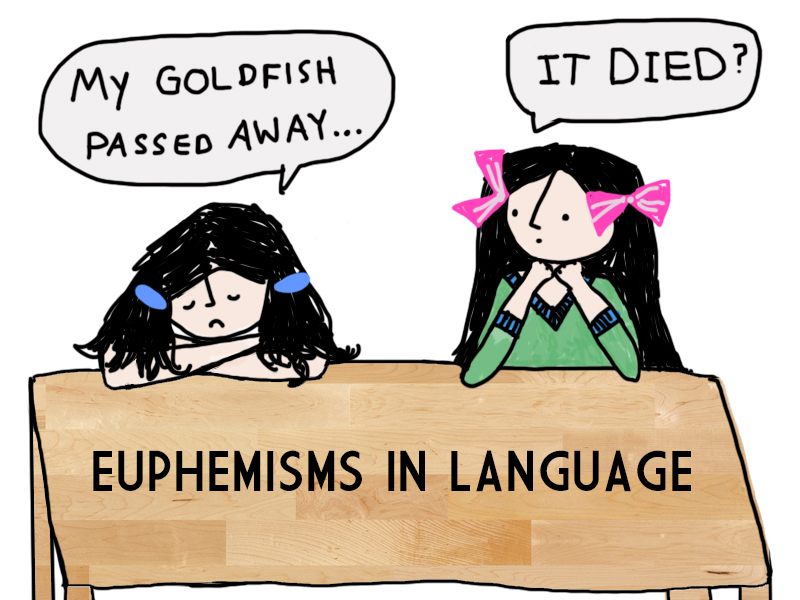 MY GOLDFISH
PASSED AWAY...
IT DIED?
EUPHEMISMS IN LANGUAGE